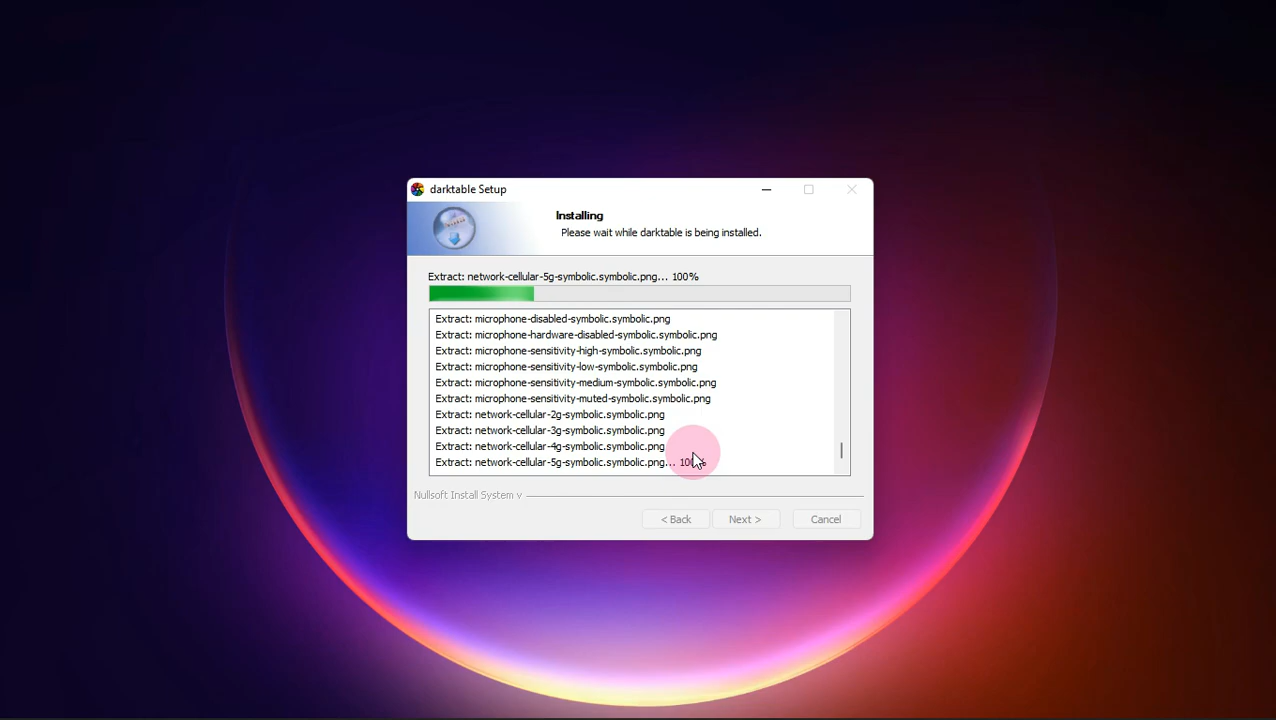 darktable Setup
Installing
Please wait while darktable is being installed.
Extract: network-cellular-5g-symbolic.symbolic.png... 100%
Extract: microphone-disabled-symbolic.symbolic.png
Extract: microphone-hardware-disabled-symbolic.symbolic.png
Extract: microphone-sensitivity-high-symbolic.symbolic.png
Extract: microphone-sensitivity-low-symbolic.symbolic.png
Extract: microphone-sensitivity-medium-symbolic.symbolic.png
Extract: microphone-sensitivity-muted-symbolic.symbolic.png
Extract: network-cellular-2g-symbolic.symbolic.png
Extract: network-cellular-3g-symbolic.symbolic.png
Extract: network-cellular-4g-symbolic.symbolic.png
Extract: network-cellular-5g-symbolic.symbolic.png... 100%
Nullsoft Install System v
< Back Next > Cancel